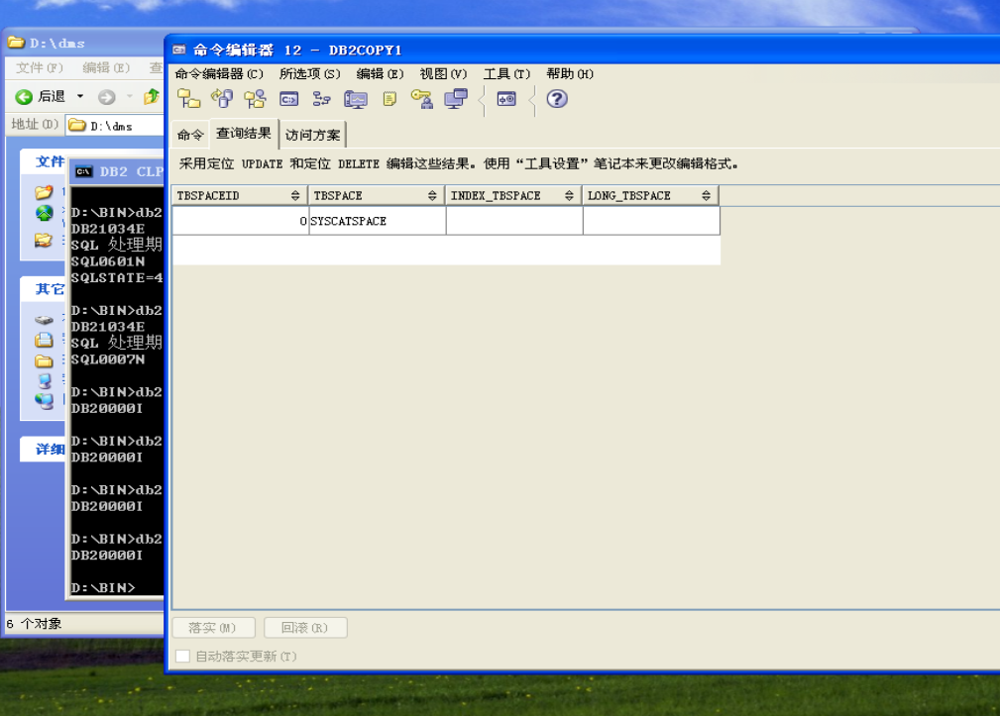 D:\dms
文件(F) 编辑(E) 查
后退
地址(D) D:\dms
文件
其它
详细
6 个对象
DB2 CLP
D:\BIN>db2
DB21034E
SQL 处理期
SQL0601N
SQLSTATE=4
D:\BIN>db2
DB21034E
SQL 处理期
SQL0007N
D:\BIN>db2
DB20000I
D:\BIN>db2
DB20000I
D:\BIN>db2
DB20000I
D:\BIN>db2
DB20000I
D:\BIN>
命令编辑器 12 - DB2COPY1
命令编辑器(C) 所选项(S) 编辑(E) 视图(V) 工具(T) 帮助(H)
命令 查询结果 访问方案
采用定位 UPDATE 和定位 DELETE 编辑这些结果。使用“工具设置”笔记本来更改编辑格式。
TBSPACEID TBSPACE INDEX_TBSPACE LONG_TBSPACE
0 SYSCATSPACE
落实(M) 回滚(R)
自动落实更新(T)